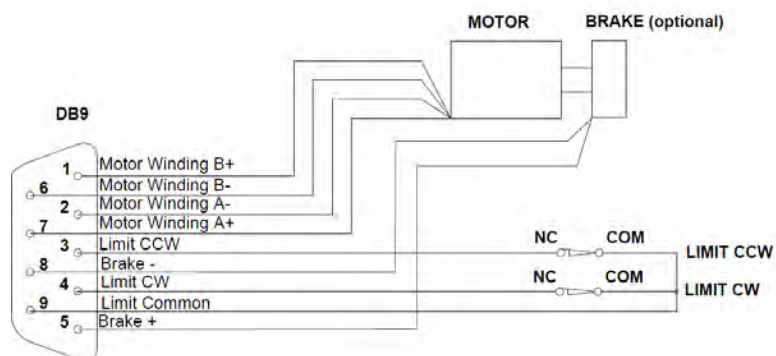 MOTOR
BRAKE (optional)
DB9
1 Motor Winding B+
6 Motor Winding B-
2 Motor Winding A-
7 Motor Winding A+
3 Limit CCW
NC COM
LIMIT CCW
8 Brake -
4 Limit CW
NC COM
LIMIT CW
9 Limit Common
5 Brake +